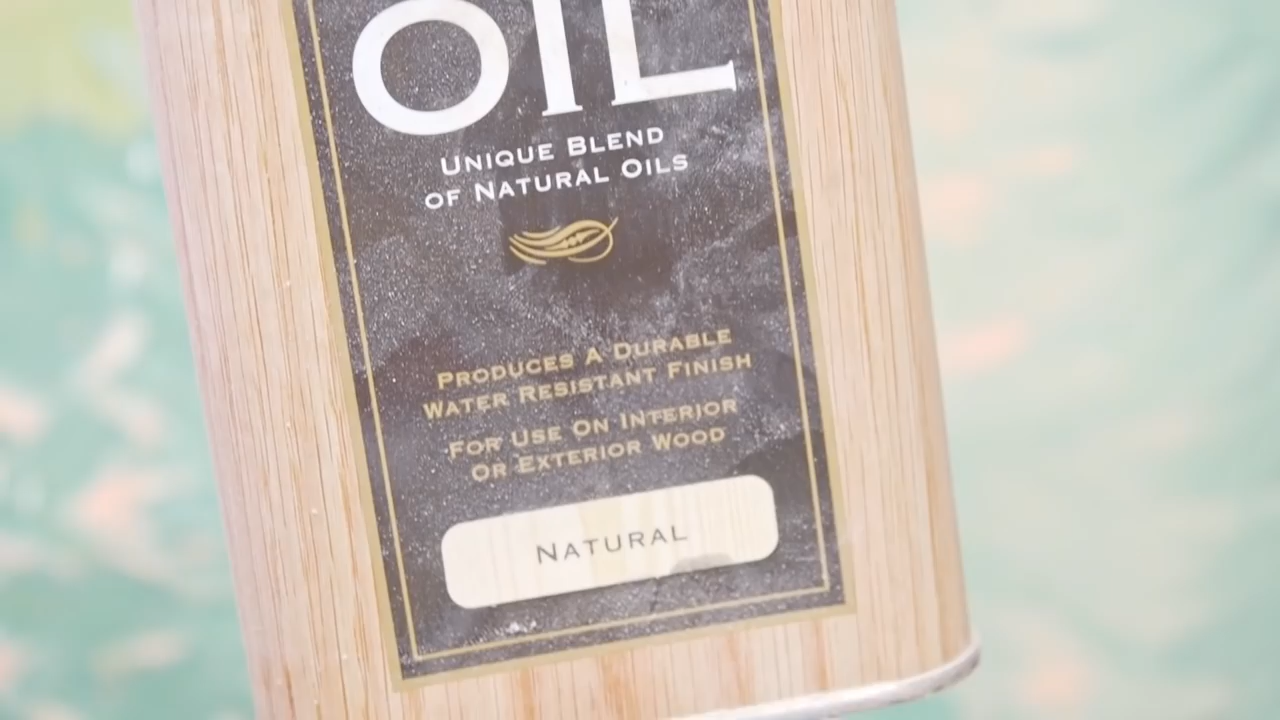 OIL
UNIQUE BLEND
OF NATURAL OILS
PRODUCES A DURABLE
WATER RESISTANT FINISH
FOR USE ON INTERIOR
OR EXTERIOR WOOD
NATURAL